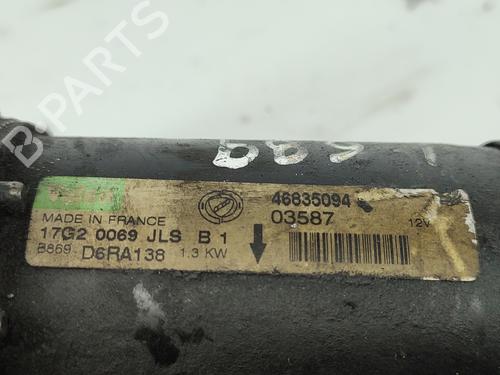 B-PARTS
46835094
MADE IN FRANCE
03587
17G2 0069 JLS B 1
12V
B869 D6RA138 1.3 KW